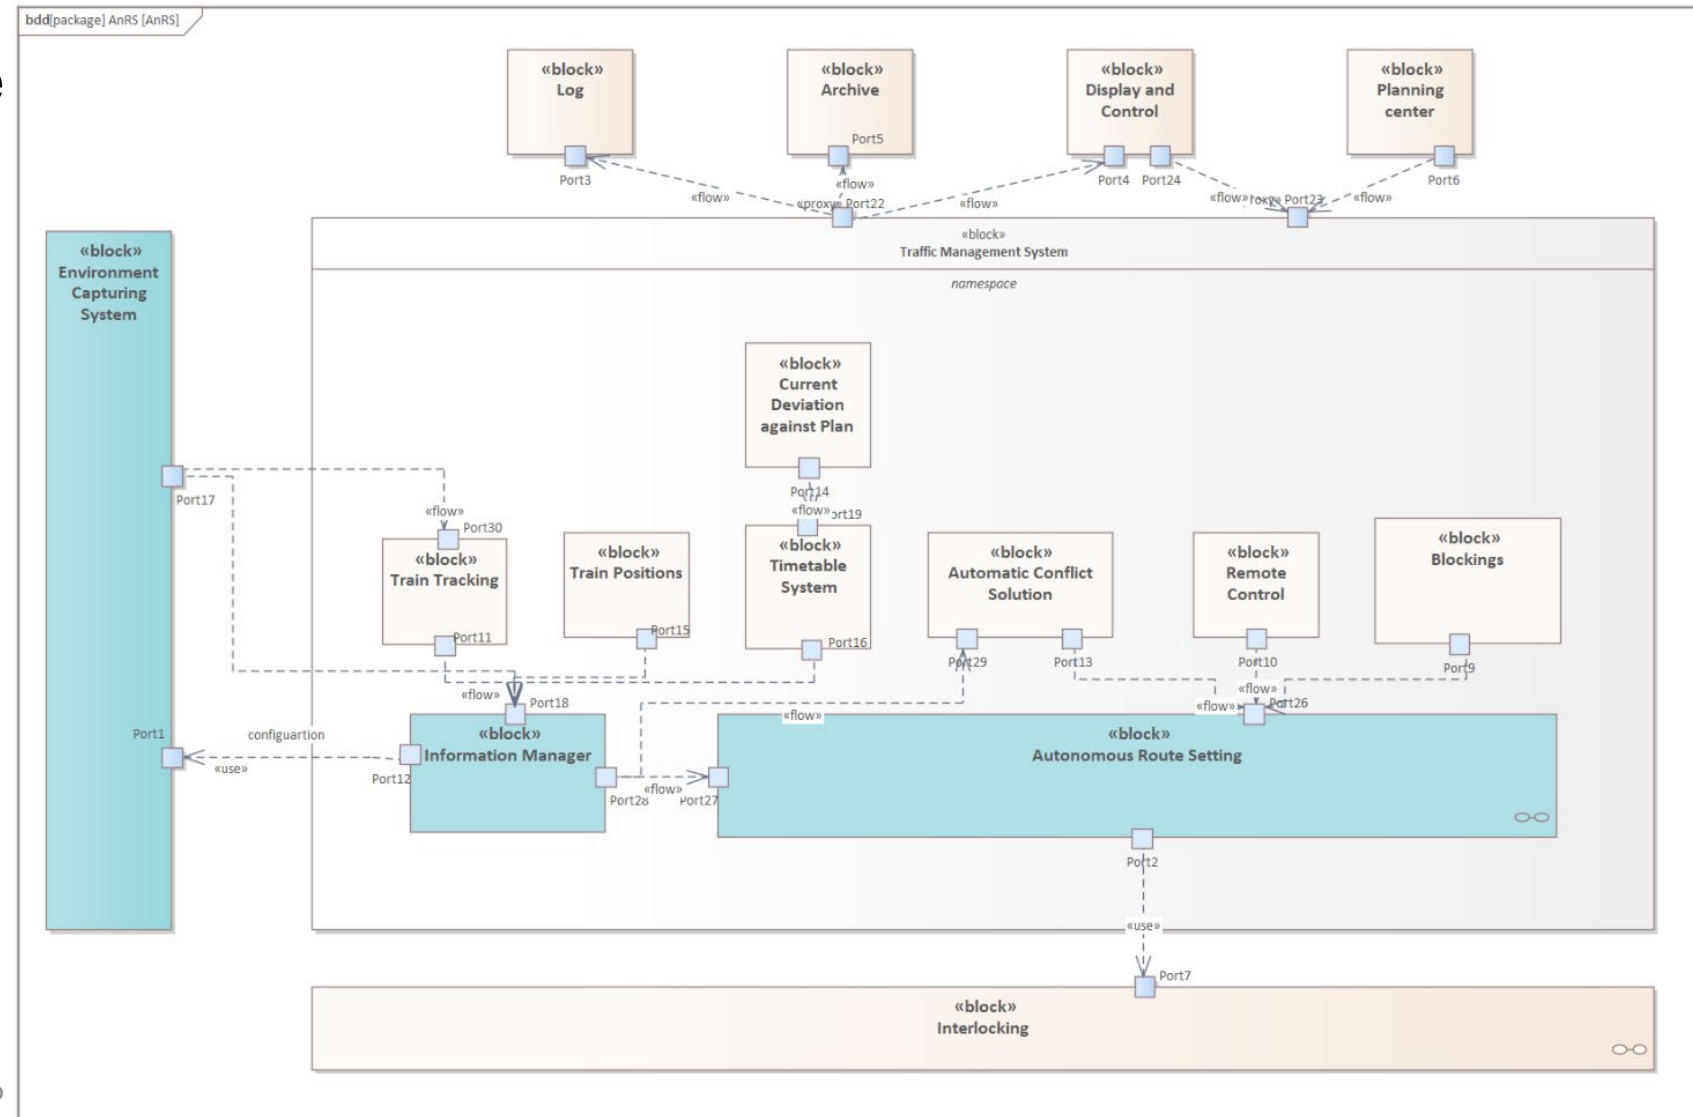 bdd[package] AnRS [AnRS]
e
«block»
Log
Port3
«block»
Archive
Port5
«block»
Display and
Control
Port4
Port24
«block»
Planning
center
Port6
«flow»
«flow»
«proxy» Port22
«flow»
«flow»
Port23
«flow»
«block»
Traffic Management System
namespace
«block»
Environment
Capturing
System
Port17
Port1
«block»
Current
Deviation
against Plan
Port14
«flow»
ort19
«flow»
Port30
«block»
Train Tracking
Port11
«block»
Train Positions
Port15
«block»
Timetable
System
Port16
«block»
Automatic Conflict
Solution
Port29
Port13
«block»
Remote
Control
Port10
«block»
Blockings
Port9
«flow»
«flow»
Port26
«flow»
Port18
«flow»
configuartion
«use»
Port12
«block»
Information Manager
Port28
«flow»
Port27
«block»
Autonomous Route Setting
Port2
«use»
Port7
«block»
Interlocking